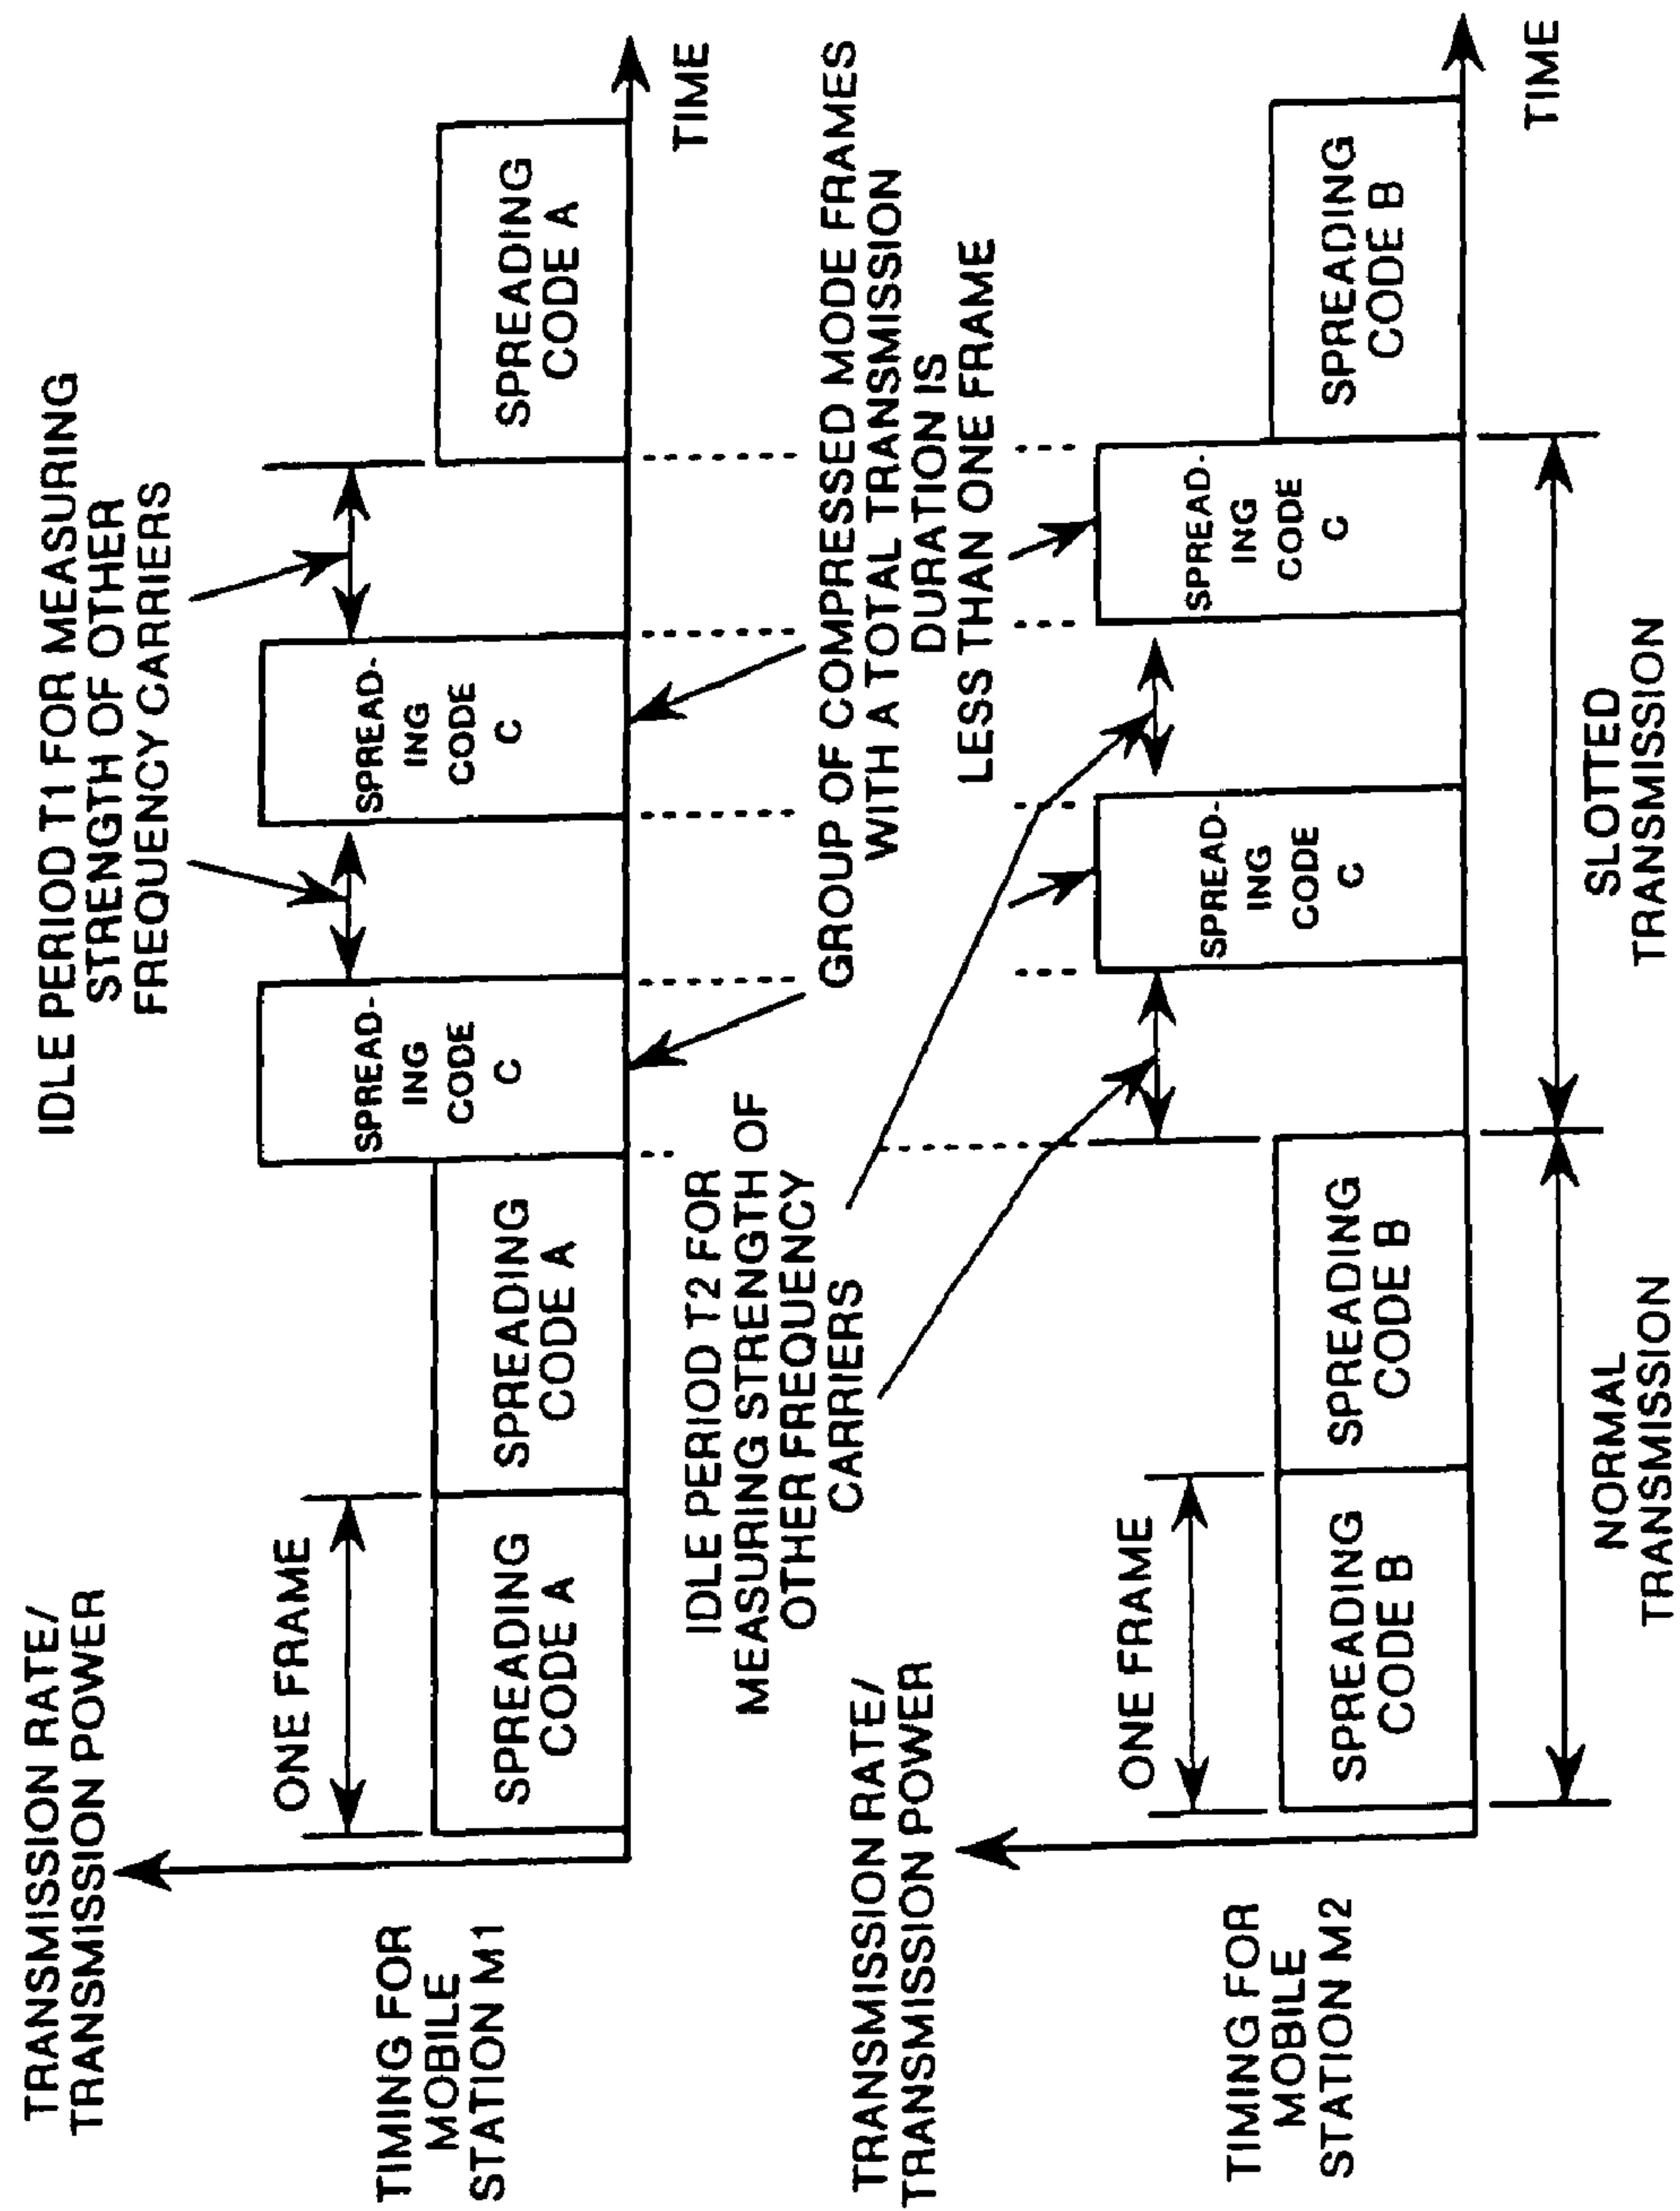 TRANSMISSION RATE/
TRANSMISSION POWER
IDLE PERIOD T1 FOR MEASURING
STRENGTH OF OTHER
FREQUENCY CARRIERS
ONE FRAME
TIMING FOR
MOBILE
STATION M1
SPREADING
CODE A
SPREADING
CODE A
SPREAD-
ING
CODE
C
SPREAD-
ING
CODE
C
SPREADING
CODE A
TIME
IDLE PERIOD T2 FOR
MEASURING STRENGTH OF
OTHER FREQUENCY
CARRIERS
GROUP OF COMPRESSED MODE FRAMES
WITH A TOTAL TRANSMISSION
DURATION IS
LESS THAN ONE FRAME
TRANSMISSION RATE/
TRANSMISSION POWER
ONE FRAME
TIMING FOR
MOBILE
STATION M2
SPREADING
CODE B
SPREADING
CODE B
SPREAD-
ING
CODE
C
SPREAD-
ING
CODE
C
SPREADING
CODE B
TIME
NORMAL
TRANSMISSION
SLOTTED
TRANSMISSION